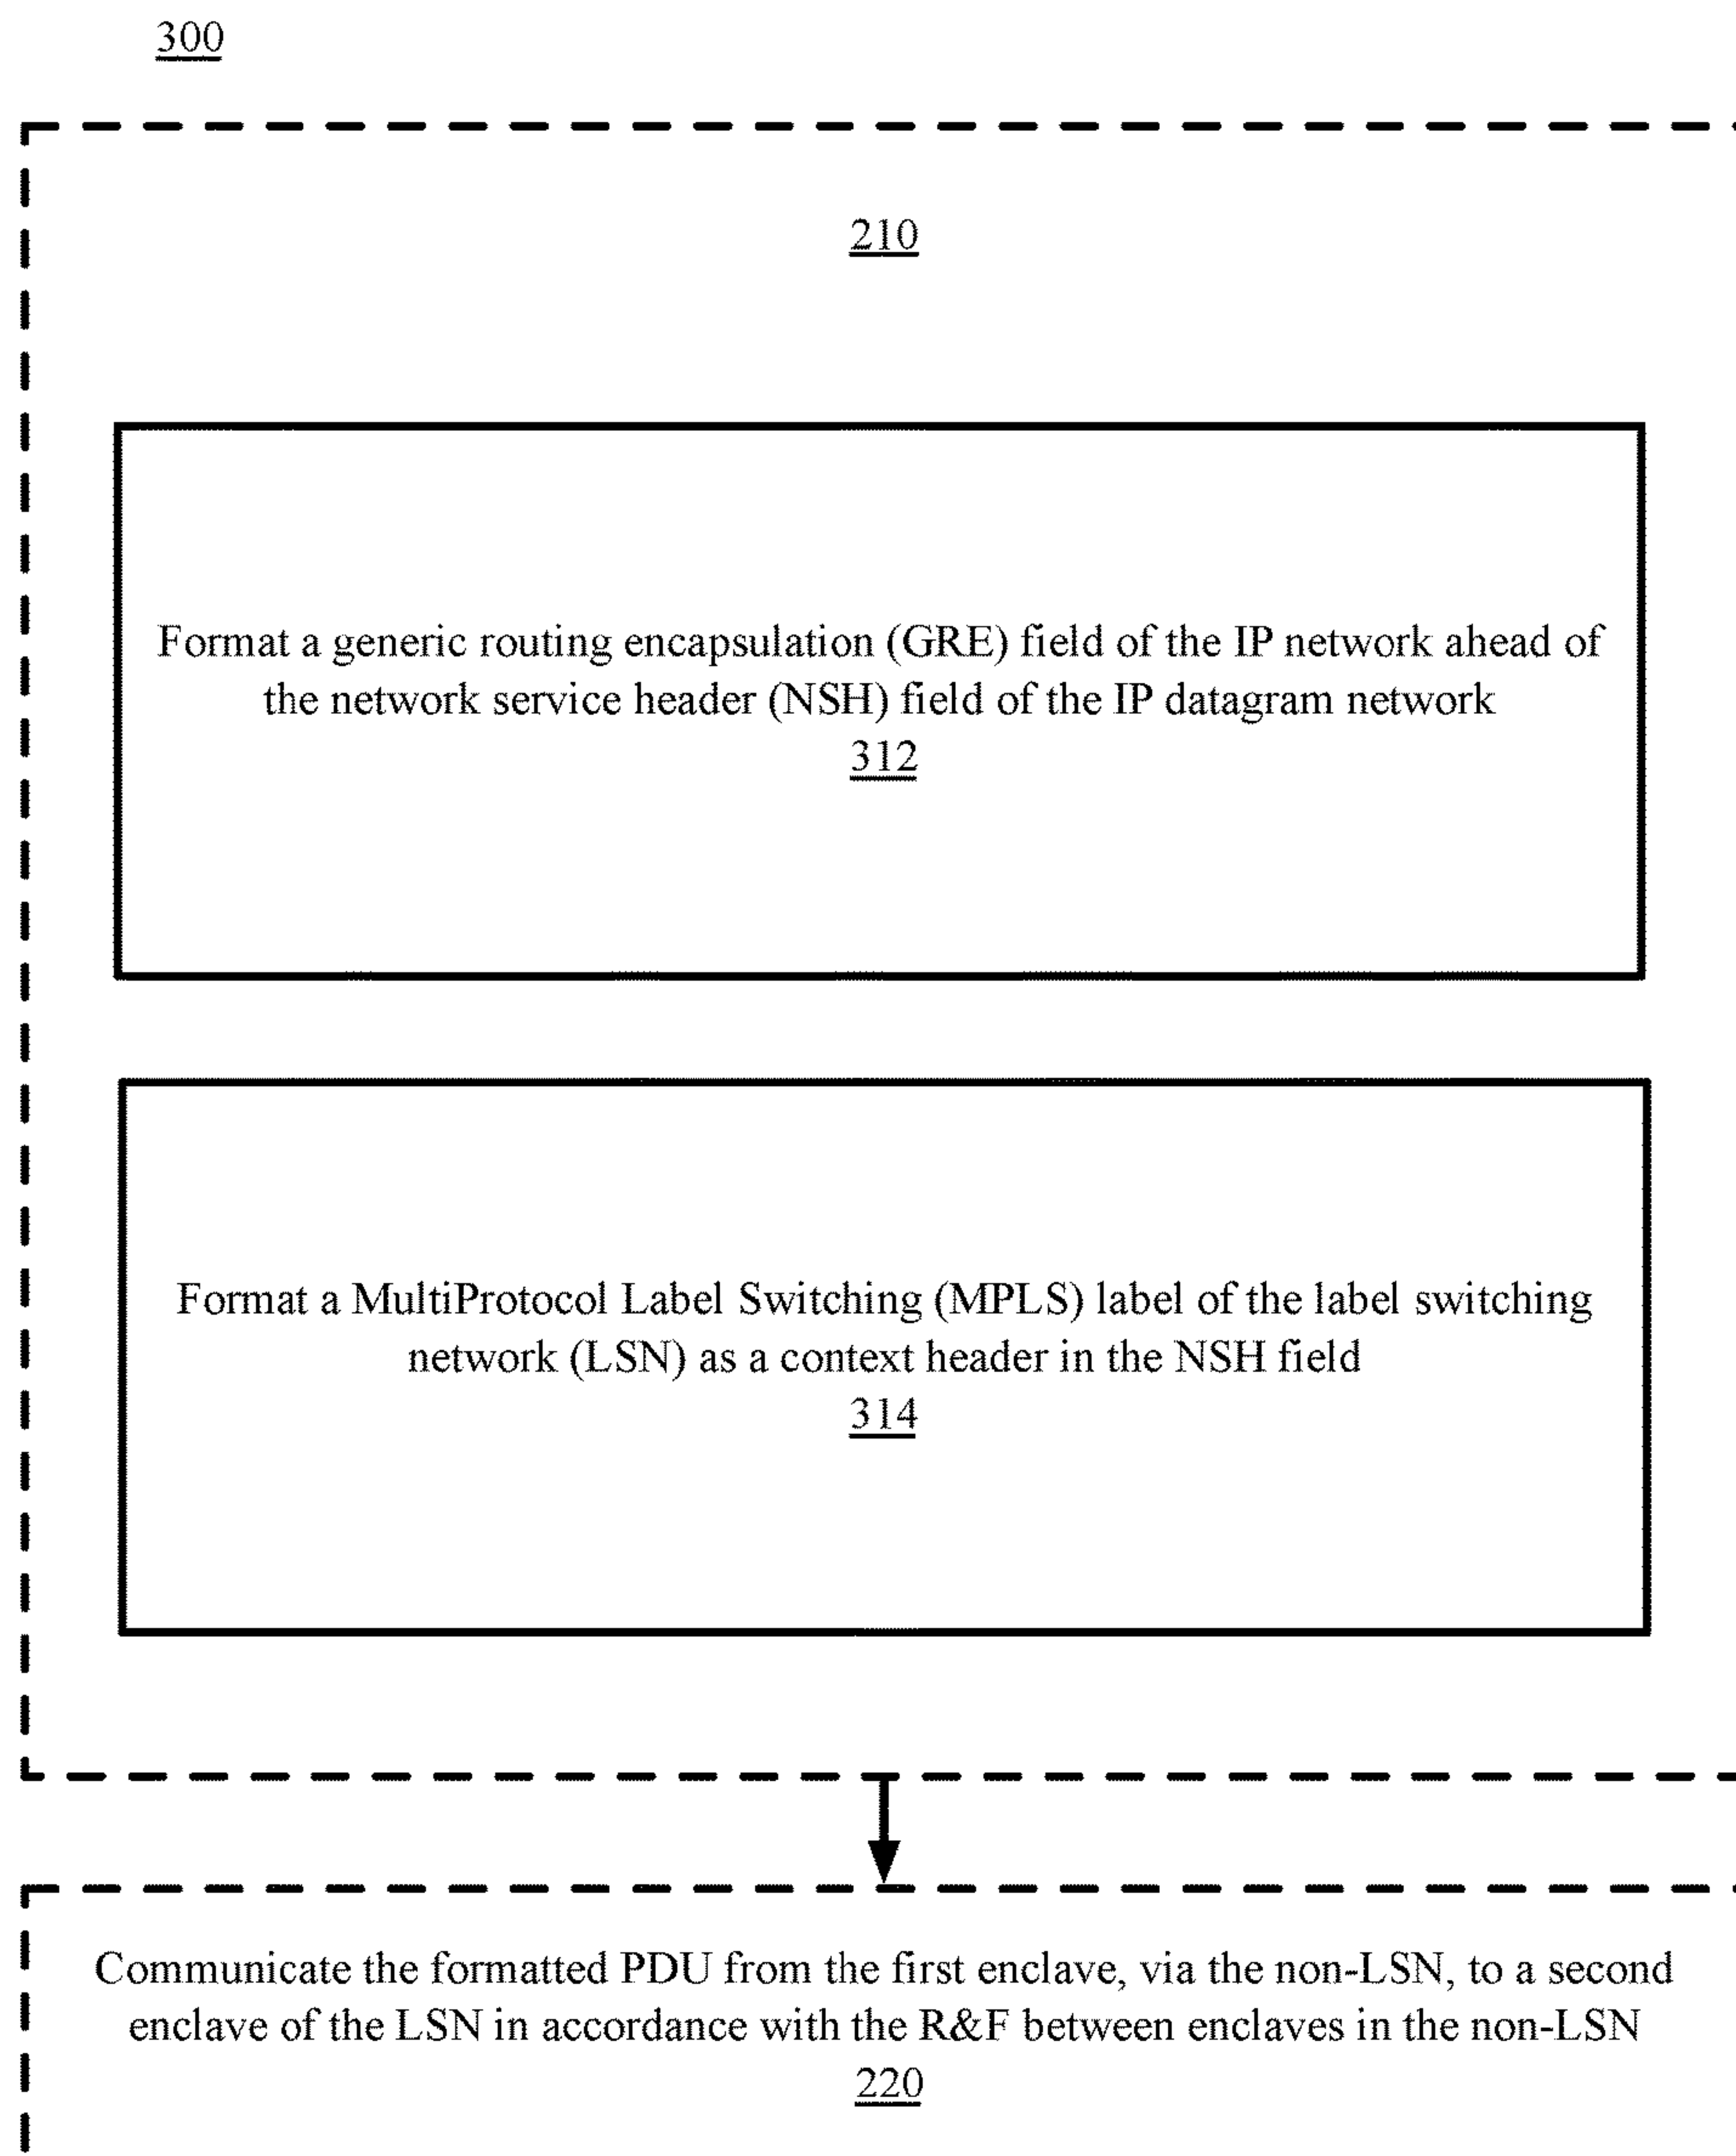 300
210
Format a generic routing encapsulation (GRE) field of the IP network ahead of
the network service header (NSH) field of the IP datagram network
312
Format a MultiProtocol Label Switching (MPLS) label of the label switching
network (LSN) as a context header in the NSH field
314
Communicate the formatted PDU from the first enclave, via the non-LSN, to a second
enclave of the LSN in accordance with the R&F between enclaves in the non-LSN
220